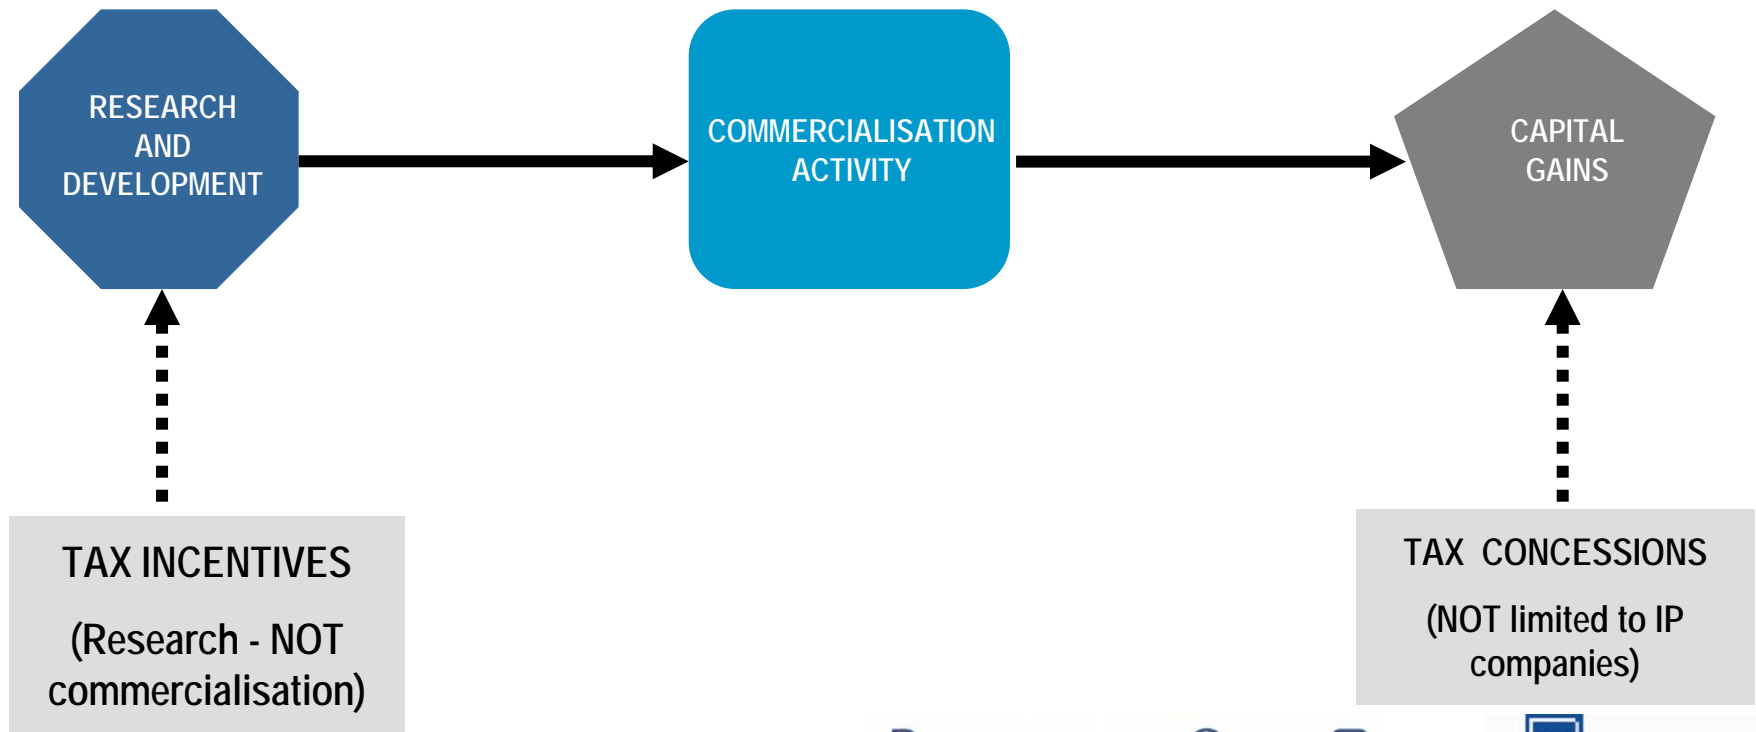 RESEARCH
AND
DEVELOPMENT
COMMERCIALISATION
ACTIVITY
CAPITAL
GAINS
TAX INCENTIVES
(Research - NOT
commercialisation)
TAX CONCESSIONS
(NOT limited to IP
companies)